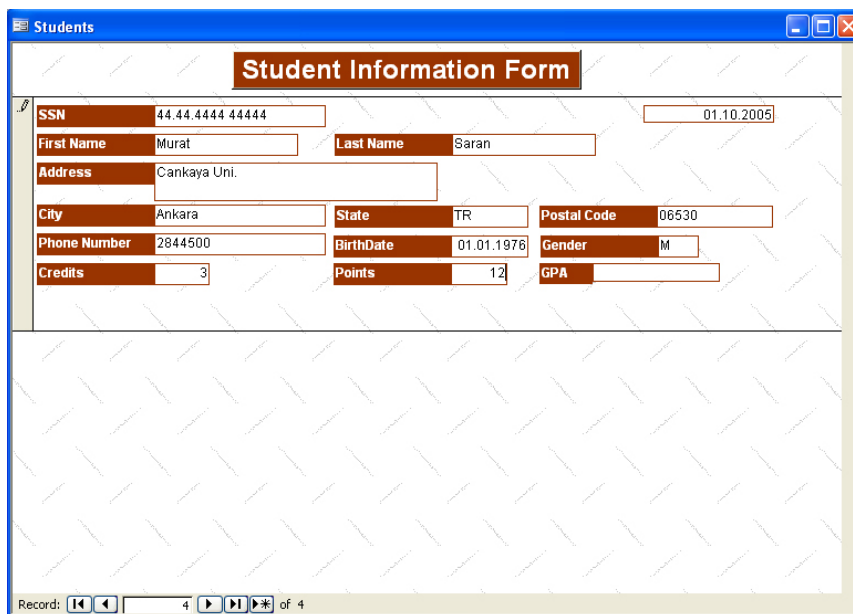 Students
Student Information Form
SSN 44.44.4444 44444 01.10.2005
First Name Murat Last Name Saran
Address Cankaya Uni.
City Ankara State TR Postal Code 06530
Phone Number 2844500 BirthDate 01.01.1976 Gender M
Credits 3 Points 12 GPA
Record: 4 of 4